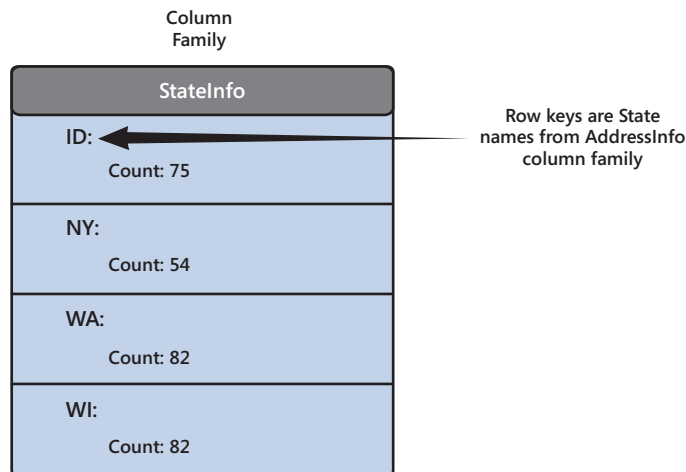 Column
Family
StateInfo
ID:
Count: 75
NY:
Count: 54
WA:
Count: 82
WI:
Count: 82
Row keys are State
names from AddressInfo
column family